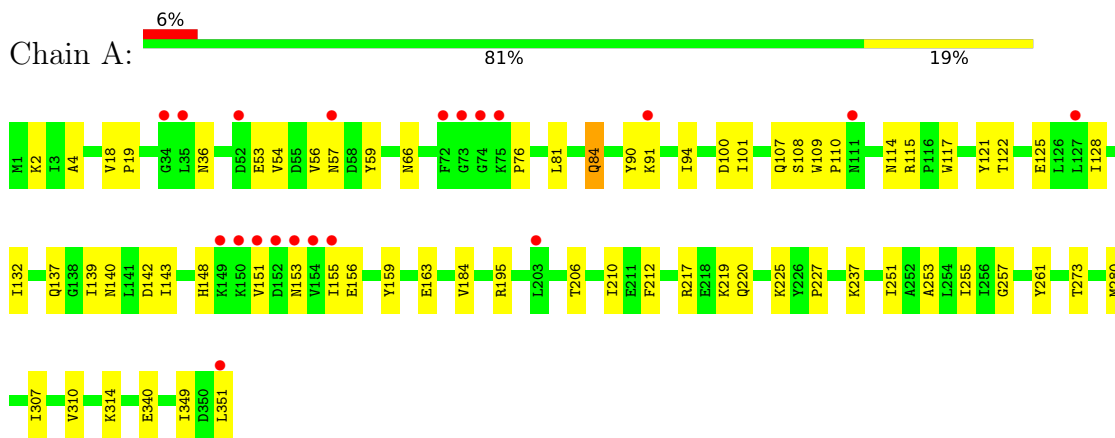 6%
Chain A:
81% 19%
M1 K2 I3 A4 V18 P19 G34 L35 N36 D52 E53 V54 D55 V56 N57 D58 Y59 N66 F72 G73 G74 K75 P76 L81 Q84 Y90 K91 I94 D100 I101 Q107 S108 W109 P110 N111 N114 R115 P116 W117 Y121 T122 E125 L126 L127 I128
I132 Q137 G138 I139 N140 L141 D142 I143 H148 K149 K150 V151 D152 N153 V154 I155 E156 Y159 E163 V184 R195 L203 T206 I210 E211 F212 R217 E218 K219 Q220 K225 Y226 P227 K237 I251 A252 A253 L254 I255 I256 G257 Y261 T273
I307 V310 K314 E340 I349 D350 L351